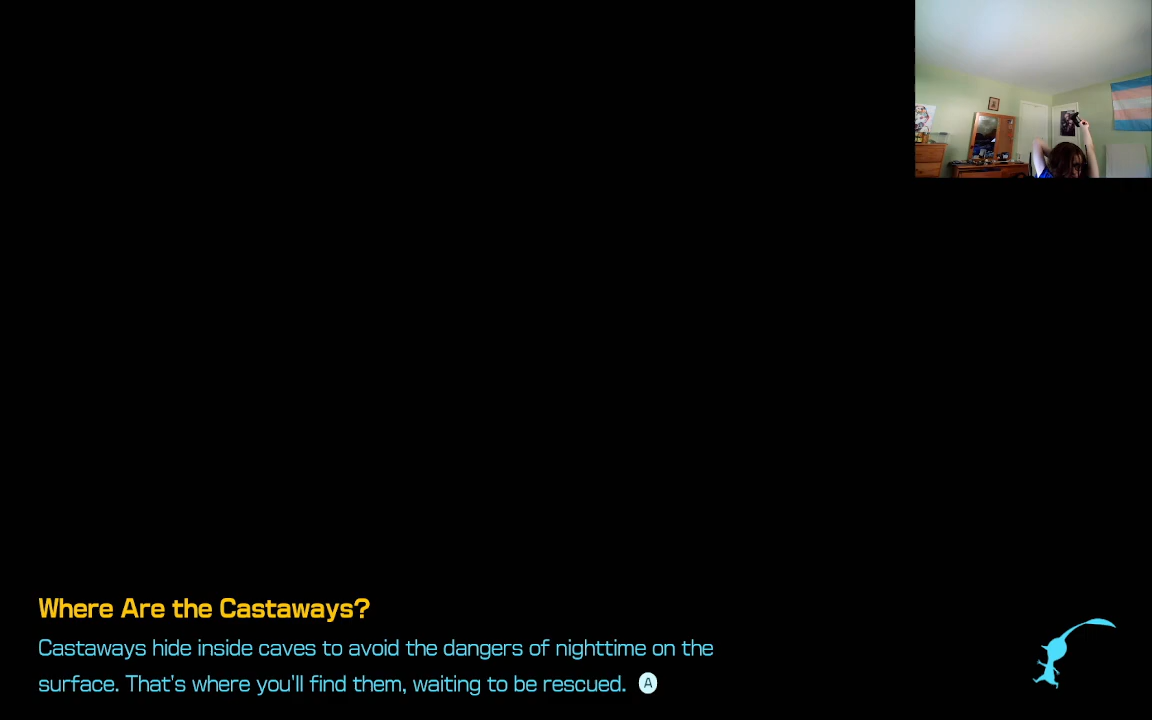 Where Are the Castaways?
Castaways hide inside caves to avoid the dangers of nighttime on the
surface. That's where you'll find them, waiting to be rescued. A